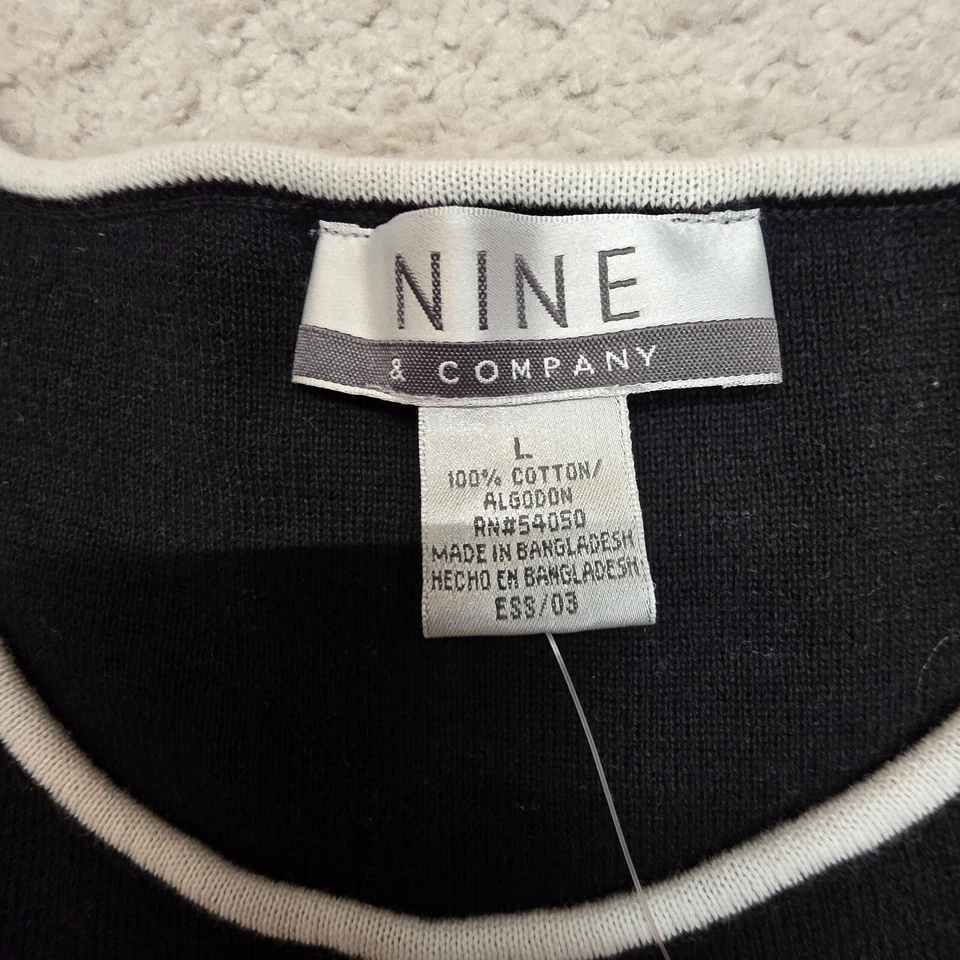 NINE
& COMPANY
L
100% COTTON/
ALGODON
RN#54050
MADE IN BANGLADESH
HECHO EN BANGLADESH
ESS/03